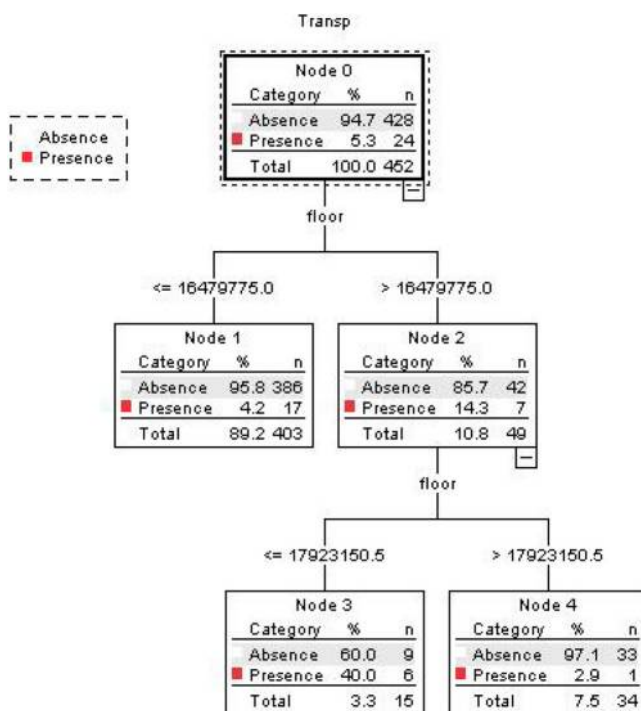 Transp
Node 0
Category % n
Absence 94.7 428
Presence 5.3 24
Total 100.0 452
Absence
Presence
floor
<= 16479775.0 > 16479775.0
Node 1
Category % n
Absence 95.8 386
Presence 4.2 17
Total 89.2 403
Node 2
Category % n
Absence 85.7 42
Presence 14.3 7
Total 10.8 49
floor
<= 17923150.5 > 17923150.5
Node 3
Category % n
Absence 60.0 9
Presence 40.0 6
Total 3.3 15
Node 4
Category % n
Absence 97.1 33
Presence 2.9 1
Total 7.5 34